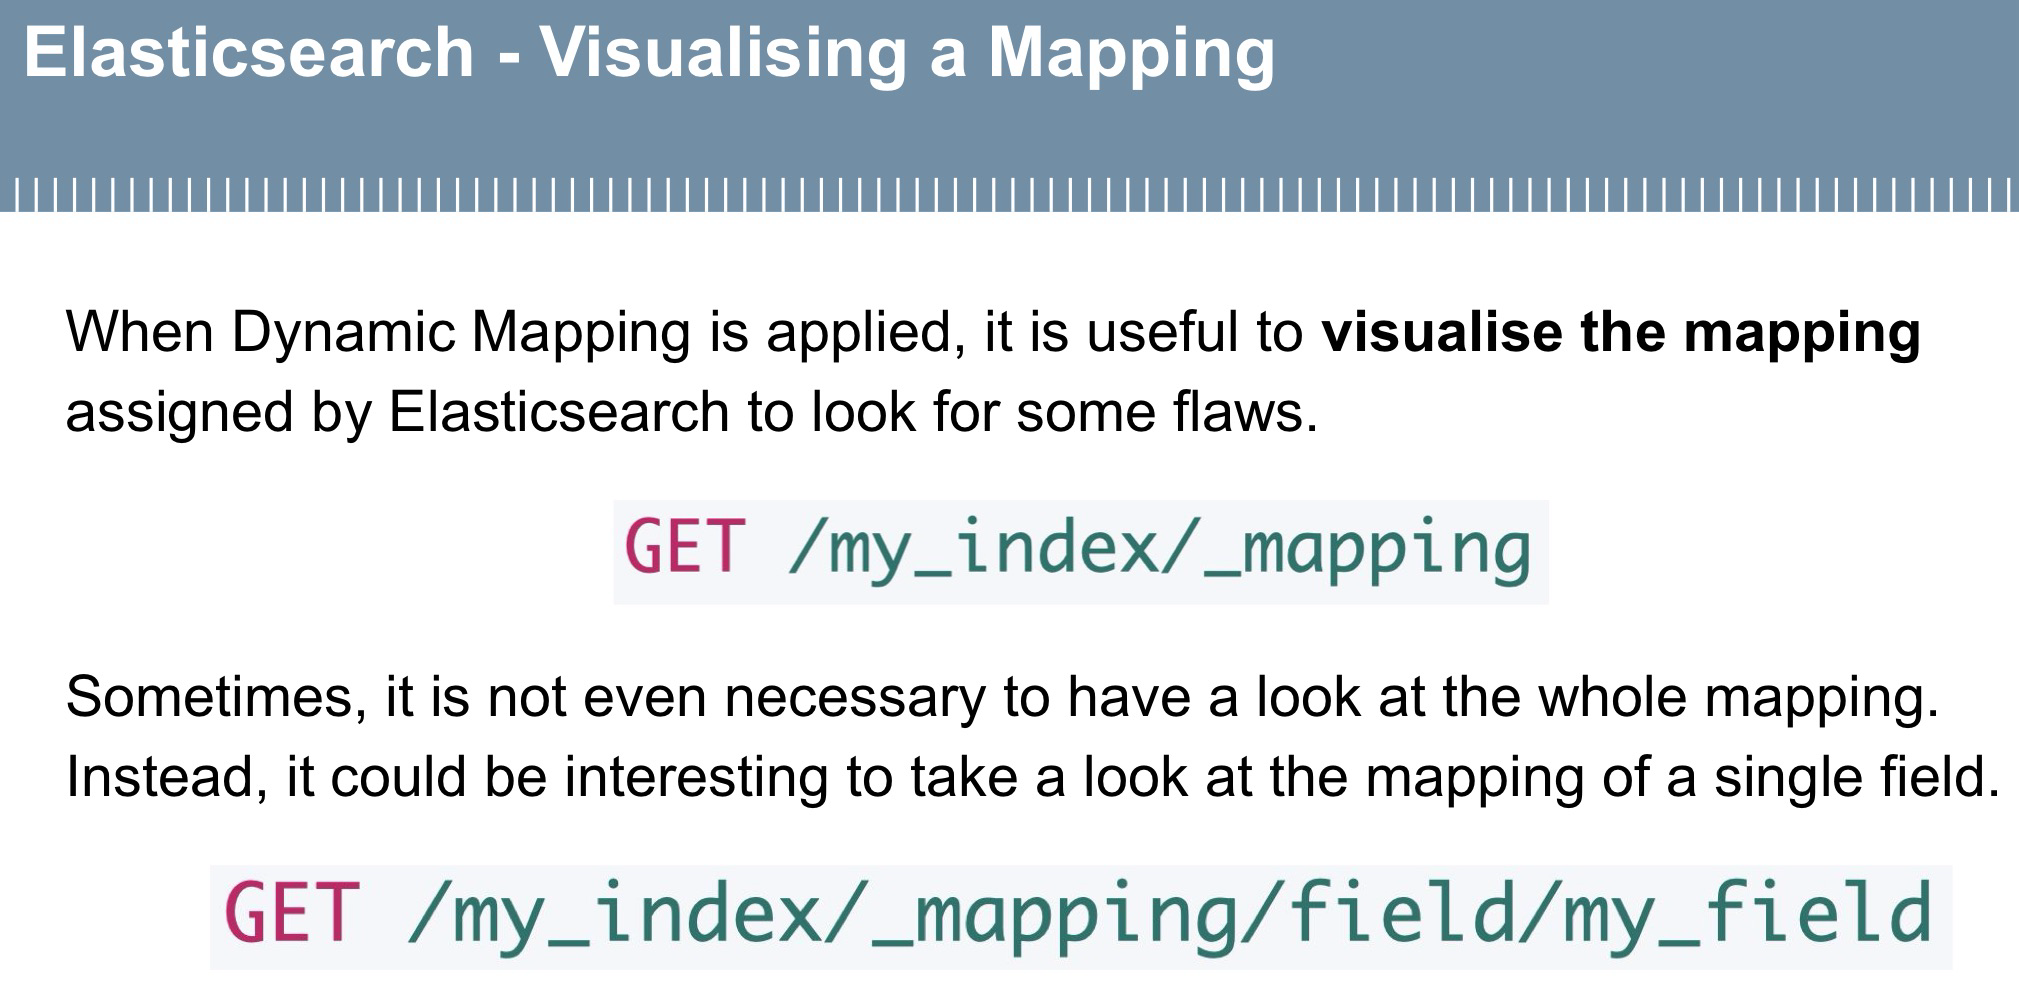 Elasticsearch - Visualising a Mapping
When Dynamic Mapping is applied, it is useful to visualise the mapping
assigned by Elasticsearch to look for some flaws.
GET /my_index/_mapping
Sometimes, it is not even necessary to have a look at the whole mapping.
Instead, it could be interesting to take a look at the mapping of a single field.
GET /my_index/_mapping/field/my_field